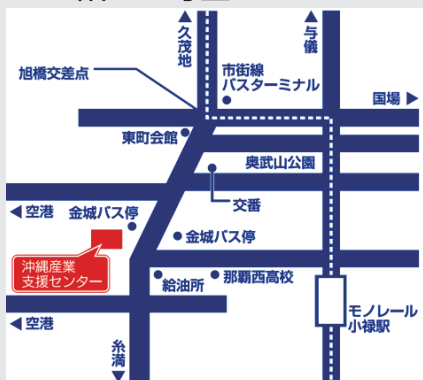 ▲久茂地
▲与儀
旭橋交差点
市街線
バスターミナル
国場▶
東町会館
奥武山公園
◀空港
金城バス停
交番
金城バス停
沖縄産業
支援センター
給油所
那覇西高校
モノレール
小禄駅
◀空港
糸満▼